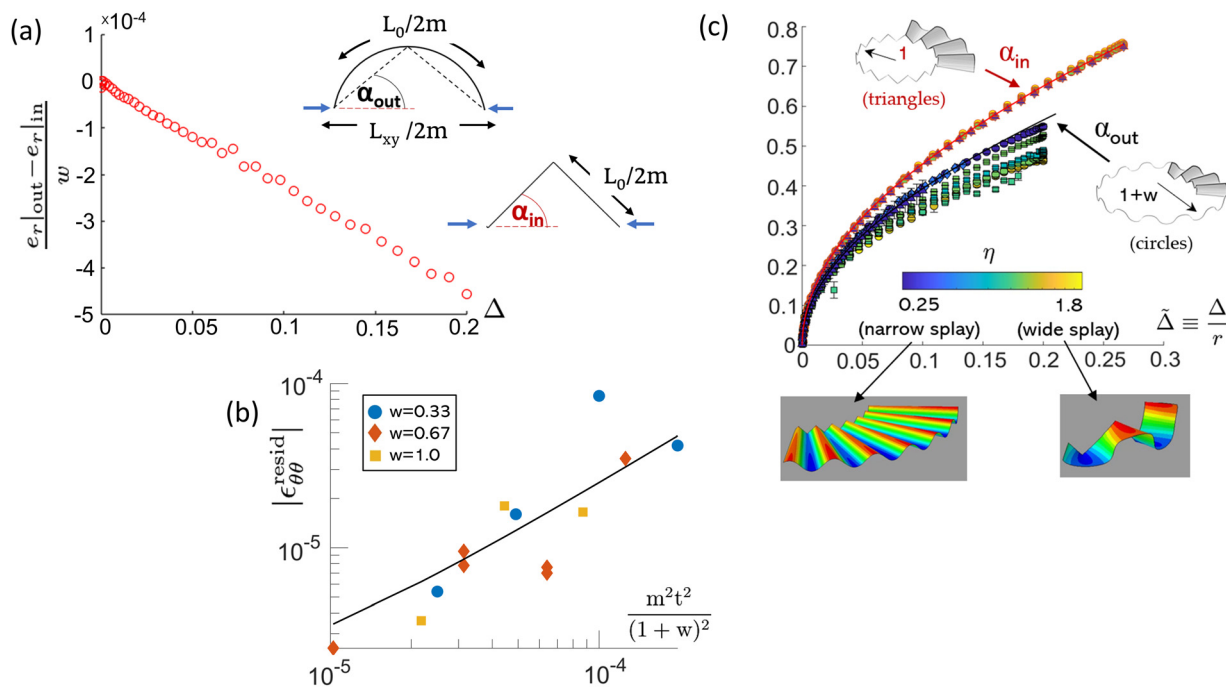 (a)
×10⁻⁴
1
0
-1
-2
-3
-4
-5
e_r|out − e_r|in
w
0
0.05
0.1
0.15
0.2
Δ
L₀/2m
α_out
L_xy/2m
L₀/2m
α_in
(b)
10⁻⁴
10⁻⁵
|ϵ_θθ^resid|
w=0.33
w=0.67
w=1.0
m²t²
(1 + w)²
10⁻⁵
10⁻⁴
(c)
0.8
0.7
0.6
0.5
0.4
0.3
0.2
0.1
0
1
(triangles)
α_in
α_out
1+w
(circles)
η
0.25
1.8
(narrow splay)
(wide splay)
0
0.05
0.1
0.15
0.2
0.25
0.3
Δ̃ ≡ Δ/r